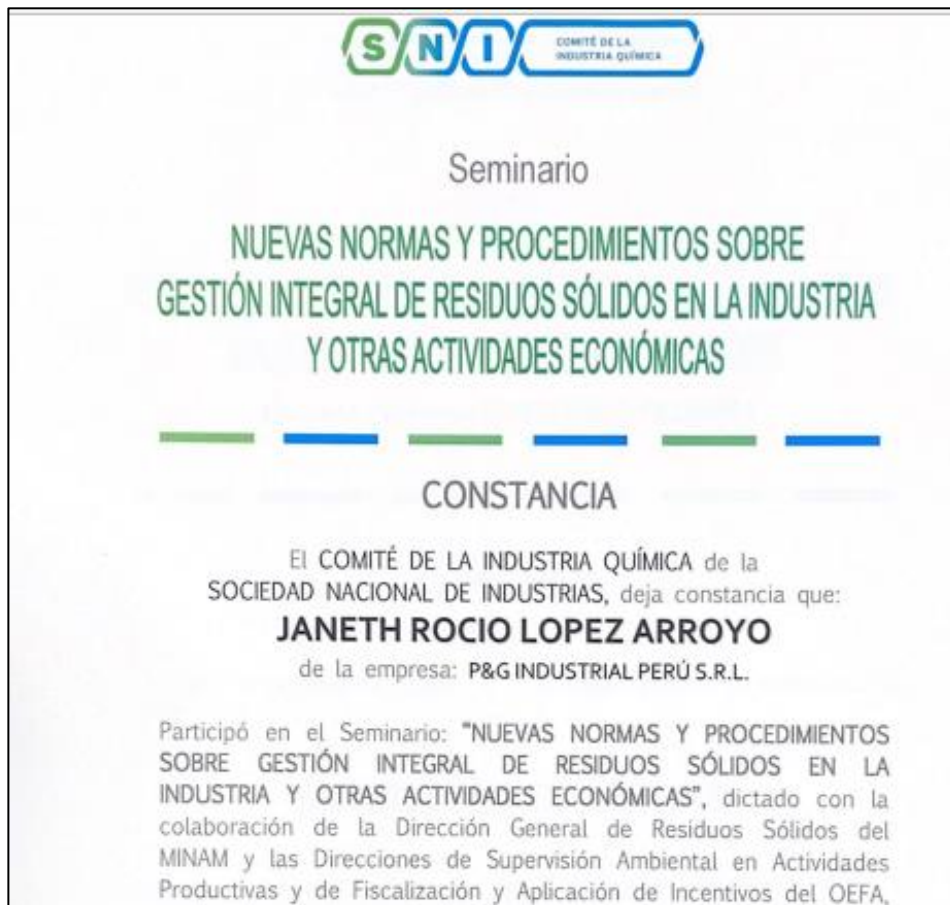 SNI COMITÉ DE LA
INDUSTRIA QUÍMICA
Seminario
NUEVAS NORMAS Y PROCEDIMIENTOS SOBRE
GESTIÓN INTEGRAL DE RESIDUOS SÓLIDOS EN LA INDUSTRIA
Y OTRAS ACTIVIDADES ECONÓMICAS
CONSTANCIA
El COMITÉ DE LA INDUSTRIA QUÍMICA de la
SOCIEDAD NACIONAL DE INDUSTRIAS, deja constancia que:
JANETH ROCIO LOPEZ ARROYO
de la empresa: P&G INDUSTRIAL PERÚ S.R.L.
Participó en el Seminario: "NUEVAS NORMAS Y PROCEDIMIENTOS
SOBRE GESTIÓN INTEGRAL DE RESIDUOS SÓLIDOS EN LA
INDUSTRIA Y OTRAS ACTIVIDADES ECONÓMICAS", dictado con la
colaboración de la Dirección General de Residuos Sólidos del
MINAM y las Direcciones de Supervisión Ambiental en Actividades
Productivas y de Fiscalización y Aplicación de Incentivos del OEFA,